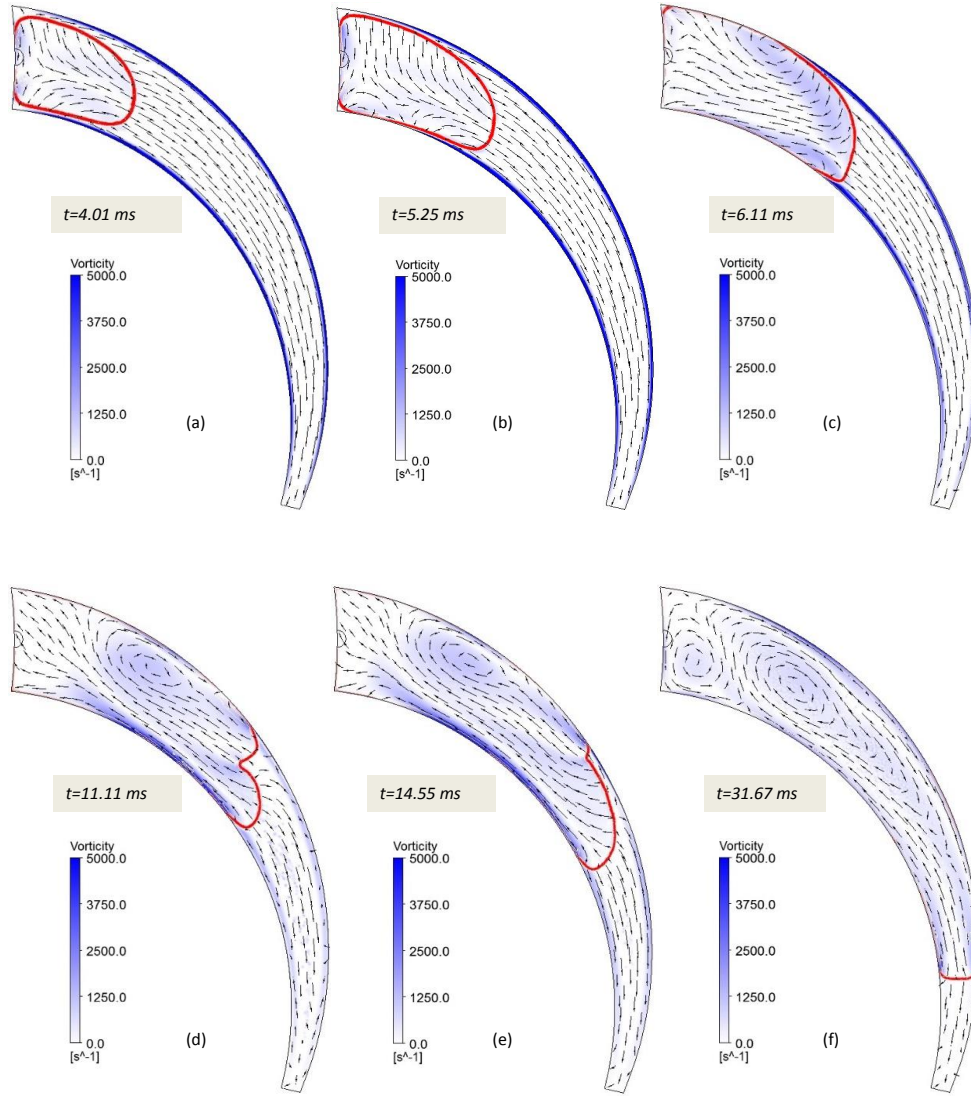 t=4.01 ms
t=5.25 ms
t=6.11 ms
Vorticity
5000.0
3750.0
2500.0
1250.0
0.0
[s^-1]
(a)
Vorticity
5000.0
3750.0
2500.0
1250.0
0.0
[s^-1]
(b)
Vorticity
5000.0
3750.0
2500.0
1250.0
0.0
[s^-1]
(c)
t=11.11 ms
t=14.55 ms
t=31.67 ms
Vorticity
5000.0
3750.0
2500.0
1250.0
0.0
[s^-1]
(d)
Vorticity
5000.0
3750.0
2500.0
1250.0
0.0
[s^-1]
(e)
Vorticity
5000.0
3750.0
2500.0
1250.0
0.0
[s^-1]
(f)